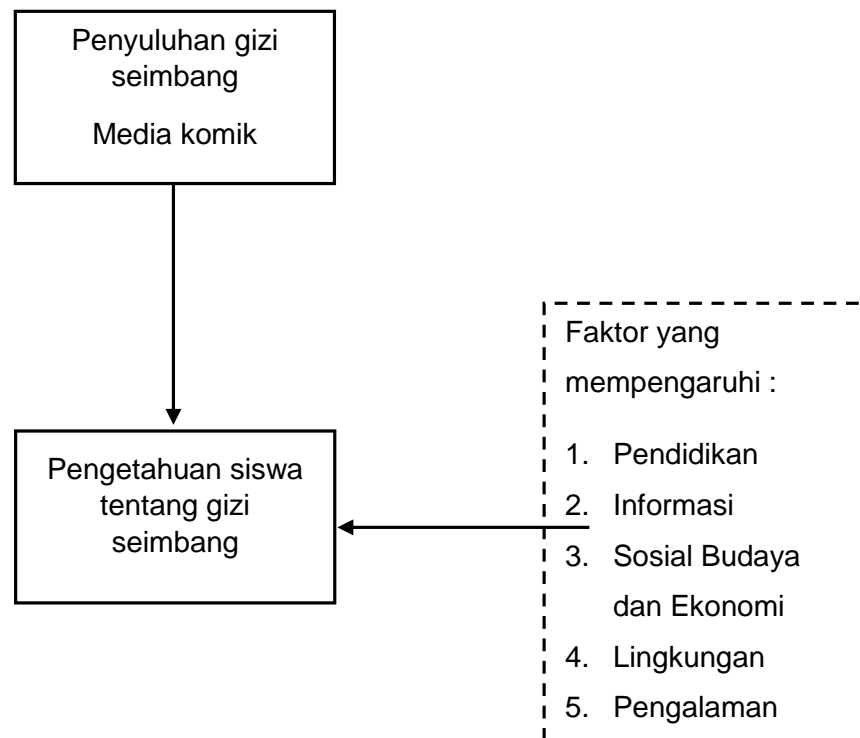 Penyuluhan gizi
seimbang
Media komik
Pengetahuan siswa
tentang gizi
seimbang
Faktor yang
mempengaruhi :
1. Pendidikan
2. Informasi
3. Sosial Budaya
dan Ekonomi
4. Lingkungan
5. Pengalaman